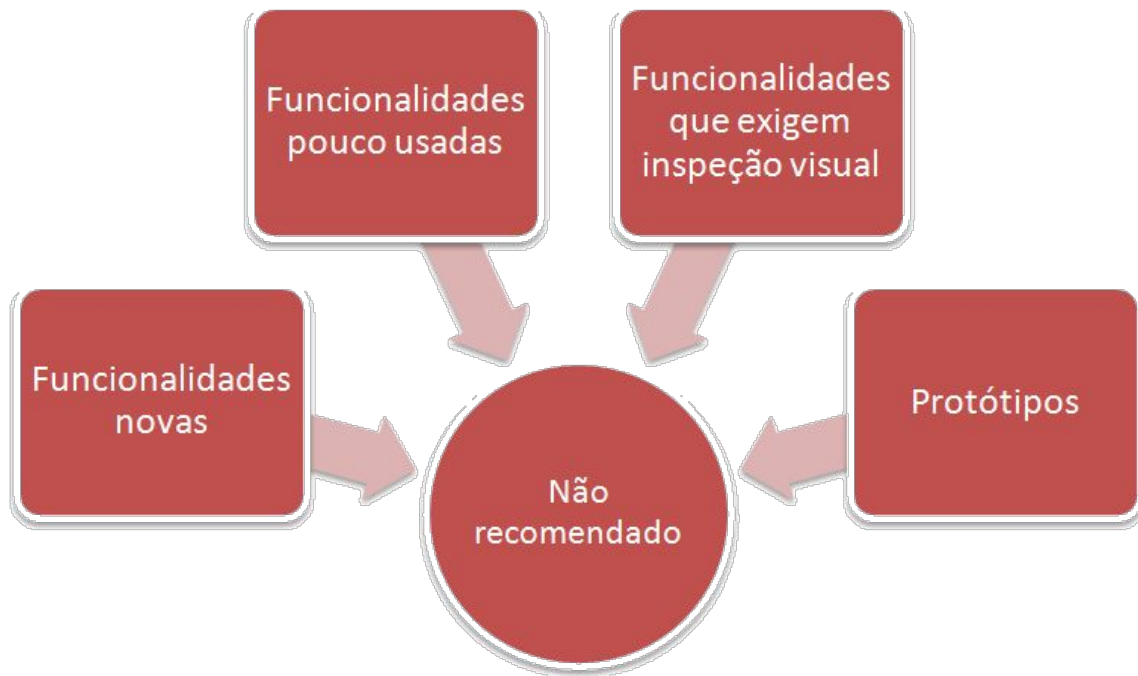 Funcionalidades
pouco usadas
Funcionalidades
que exigem
inspeção visual
Funcionalidades
novas
Protótipos
Não
recomendado